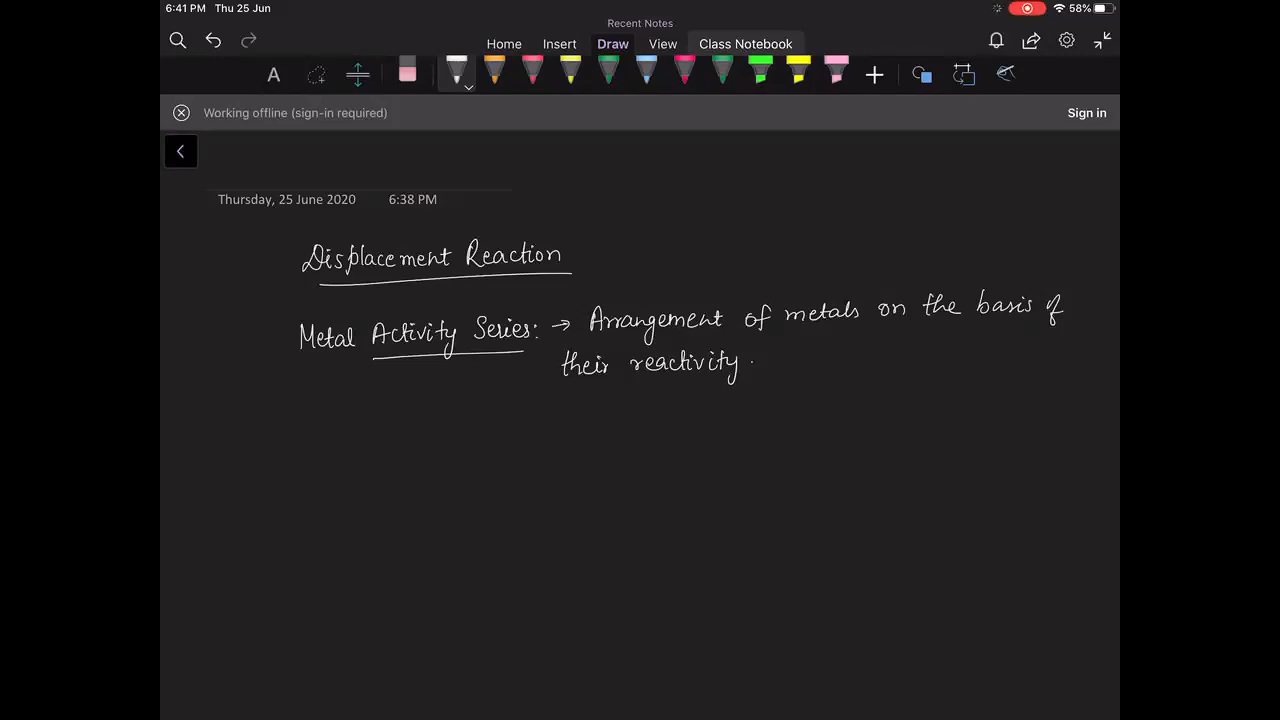 6:41 PM Thu 25 Jun 58%
Recent Notes
Home Insert Draw View Class Notebook
A
Working offline (sign-in required) Sign in
Thursday, 25 June 2020 6:38 PM
Displacement Reaction
Metal Activity Series: → Arrangement of metals on the basis of
their reactivity.